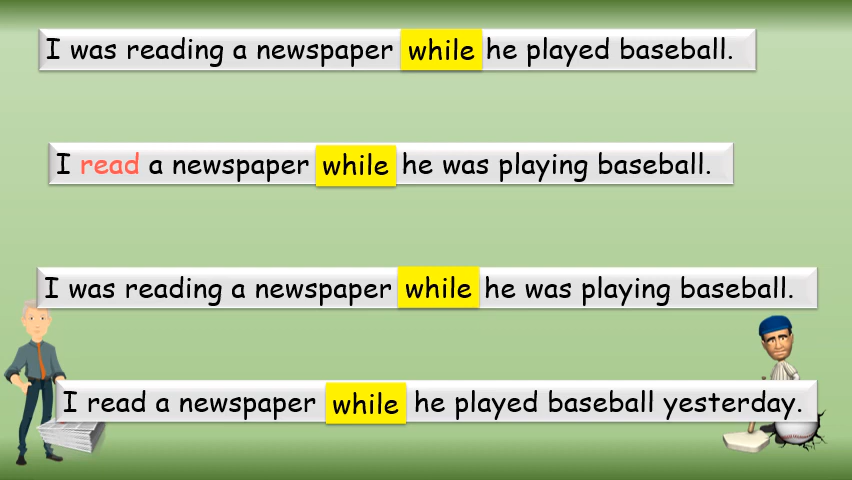 I was reading a newspaper while he played baseball.
I read a newspaper while he was playing baseball.
I was reading a newspaper while he was playing baseball.
I read a newspaper while he played baseball yesterday.